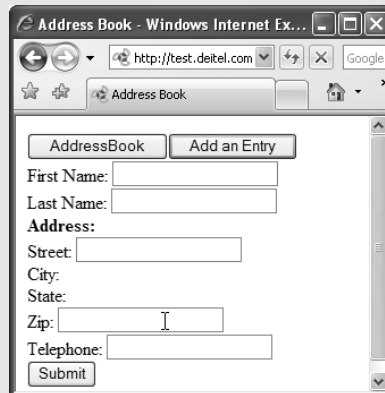 Address Book - Windows Internet Ex...
http://test.deitel.com
Google
Address Book
AddressBook
Add an Entry
First Name:
Last Name:
Address:
Street:
City:
State:
Zip:
Telephone:
Submit